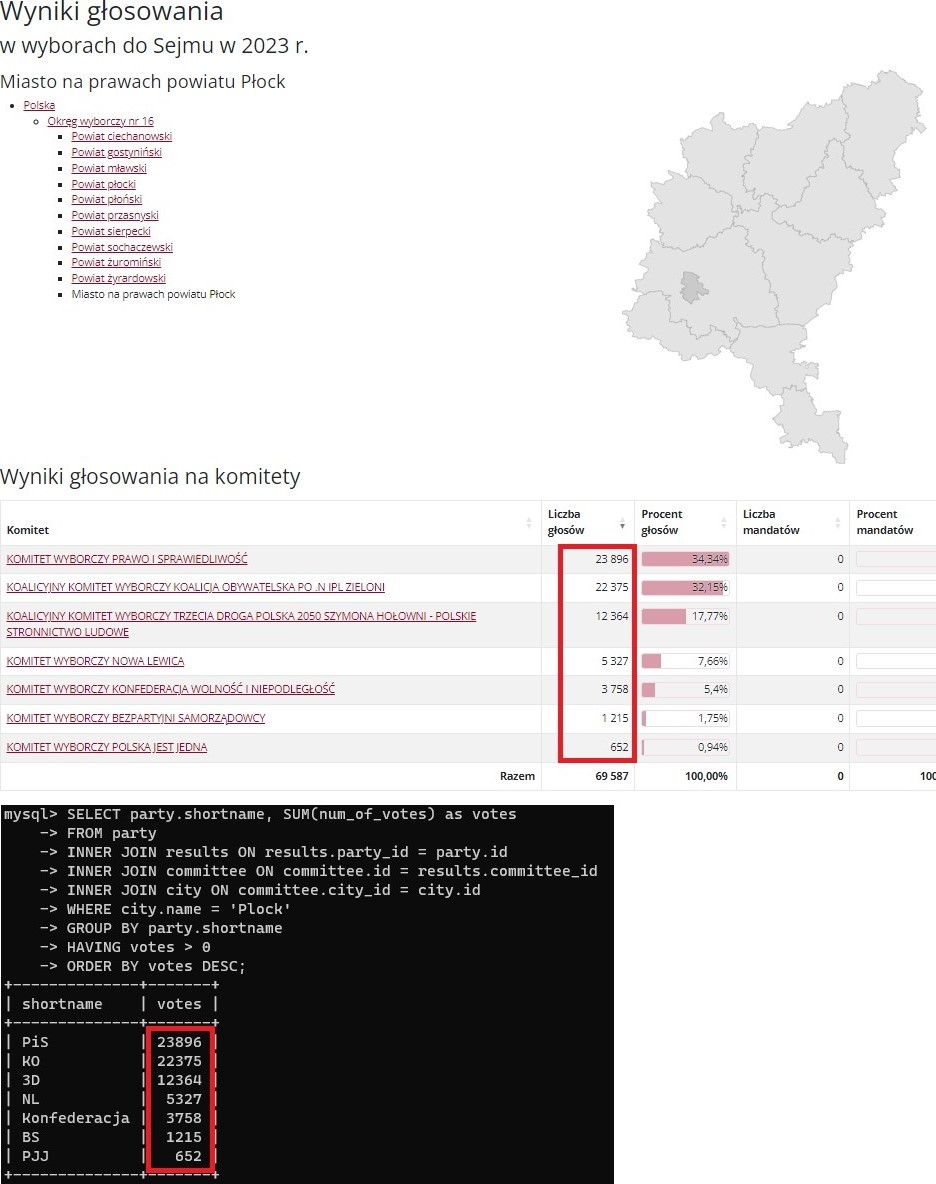 Wyniki głosowania
w wyborach do Sejmu w 2023 r.
Miasto na prawach powiatu Płock
Polska
Okręg wyborczy nr 16
Powiat ciechanowski
Powiat gostyniński
Powiat mławski
Powiat płocki
Powiat płoński
Powiat przasnyski
Powiat sierpecki
Powiat sochaczewski
Powiat żuromiński
Powiat żyrardowski
Miasto na prawach powiatu Płock
Wyniki głosowania na komitety
Komitet Liczba głosów Procent głosów Liczba mandatów Procent mandatów
KOMITET WYBORCZY PRAWO I SPRAWIEDLIWOŚĆ 23 896 34,34% 0
KOALICYJNY KOMITET WYBORCZY KOALICJA OBYWATELSKA PO .N IPL ZIELONI 22 375 32,15% 0
KOALICYJNY KOMITET WYBORCZY TRZECIA DROGA POLSKA 2050 SZYMONA HOŁOWNI - POLSKIE 12 364 17,77% 0
STRONNICTWO LUDOWE
KOMITET WYBORCZY NOWA LEWICA 5 327 7,66% 0
KOMITET WYBORCZY KONFEDERACJA WOLNOŚĆ I NIEPODLEGŁOŚĆ 3 758 5,4% 0
KOMITET WYBORCZY BEZPARTYJNI SAMORZĄDOWCY 1 215 1,75% 0
KOMITET WYBORCZY POLSKA JEST JEDNA 652 0,94% 0
Razem 69 587 100,00% 0 100
mysql> SELECT party.shortname, SUM(num_of_votes) as votes
-> FROM party
-> INNER JOIN results ON results.party_id = party.id
-> INNER JOIN committee ON committee.id = results.committee_id
-> INNER JOIN city ON committee.city_id = city.id
-> WHERE city.name = 'Plock'
-> GROUP BY party.shortname
-> HAVING votes > 0
-> ORDER BY votes DESC;
+--------------+-------+
| shortname | votes |
+--------------+-------+
| PiS | 23896 |
| KO | 22375 |
| 3D | 12364 |
| NL | 5327 |
| Konfederacja | 3758 |
| BS | 1215 |
| PJJ | 652 |
+--------------+-------+